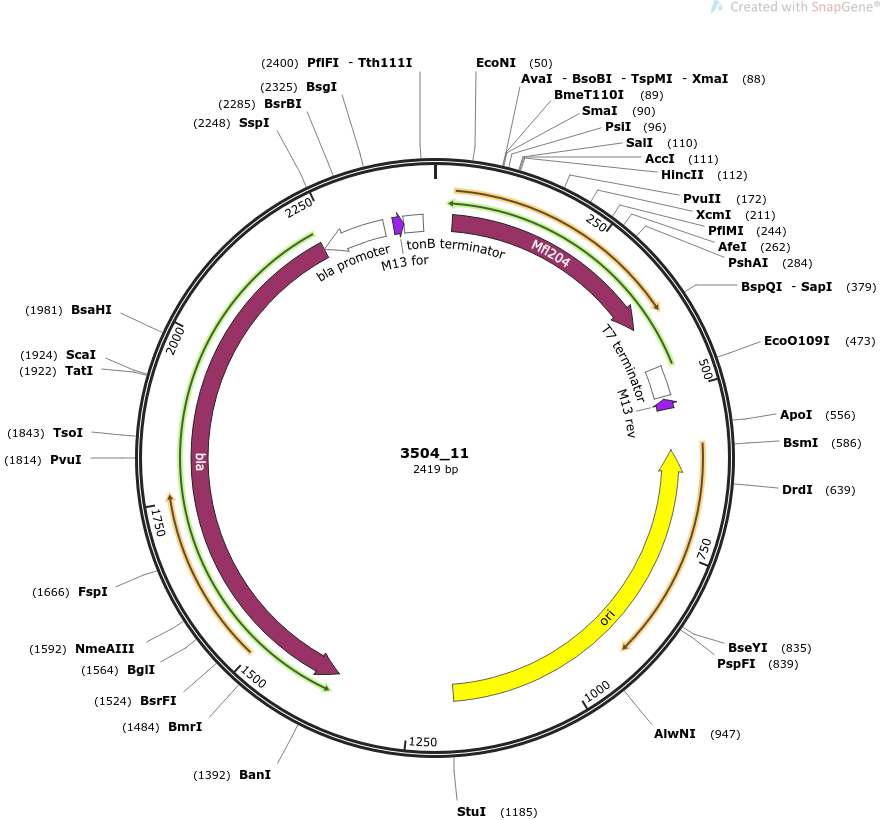 Created with SnapGene®
(2400) PflFI - Tth111I
EcoNI (50)
(2325) BsgI
AvaI - BsoBI - TspMI - XmaI (88)
(2285) BsrBI
BmeT110I (89)
(2248) SspI
SmaI (90)
PsiI (96)
SalI (110)
AccI (111)
HincII (112)
PvuII (172)
XcmI (211)
PflMI (244)
AfeI (262)
PshAI (284)
BspQI - SapI (379)
EcoO109I (473)
ApoI (556)
BsmI (586)
DrdI (639)
BseYI (835)
PspFI (839)
AlwNI (947)
StuI (1185)
(1392) BanI
(1484) BmrI
(1524) BsrFI
(1564) BglI
(1592) NmeAIII
(1666) FspI
(1814) PvuI
(1843) TsoI
(1922) TatI
(1924) ScaI
(1981) BsaHI
250
500
750
1000
1250
1500
1750
2000
2250
bla promoter
M13 for
tonB terminator
Mfl204
T7 terminator
M13 rev
ori
bla
3504_11
2419 bp